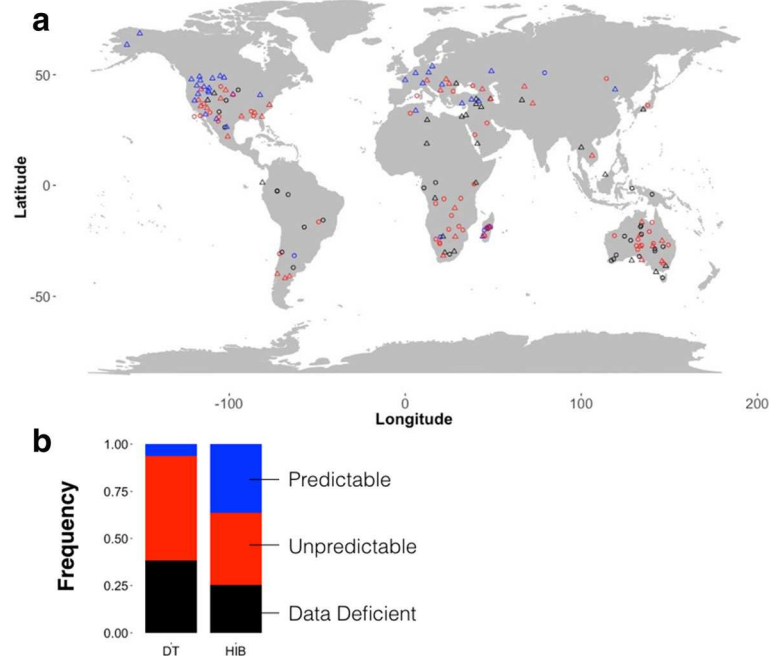 a
50
0
-50
Latitude
-100
0
100
200
Longitude
b
1.00
0.75
0.50
0.25
0.00
Frequency
Predictable
Unpredictable
Data Deficient
DT
HIB